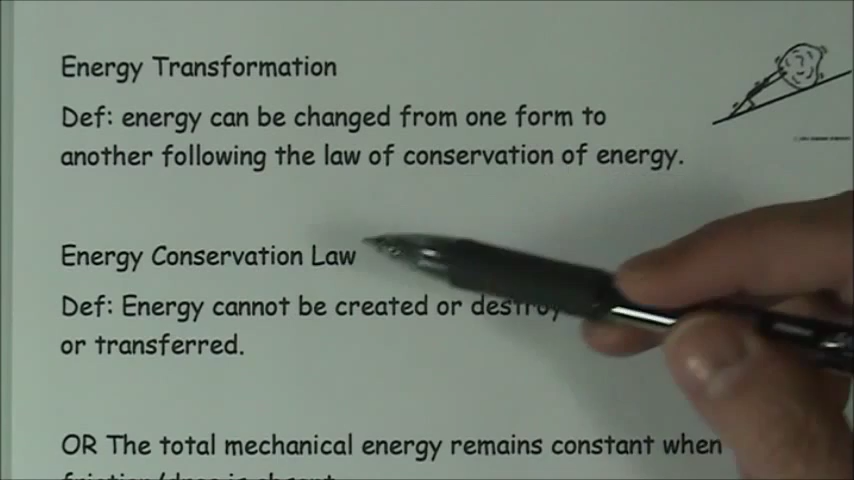 Energy Transformation
Def: energy can be changed from one form to
another following the law of conservation of energy.
Energy Conservation Law
Def: Energy cannot be created or destroy
or transferred.
OR The total mechanical energy remains constant when